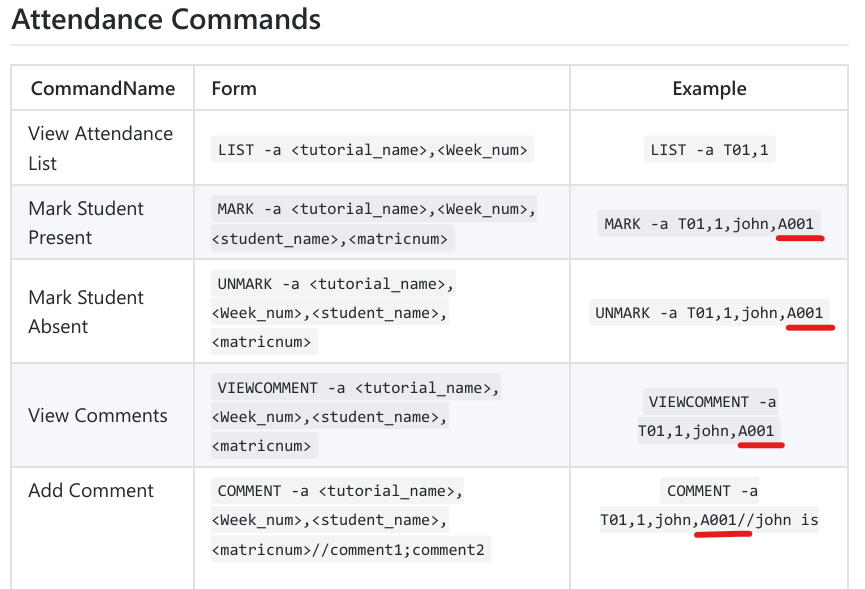 Attendance Commands
CommandName Form Example
View Attendance
List
LIST -a <tutorial_name>,<Week_num>
LIST -a T01,1
Mark Student
Present
MARK -a <tutorial_name>,<Week_num>,
<student_name>,<matricnum>
MARK -a T01,1,john,A001
Mark Student
Absent
UNMARK -a <tutorial_name>,
<Week_num>,<student_name>,
<matricnum>
UNMARK -a T01,1,john,A001
View Comments
VIEWCOMMENT -a <tutorial_name>,
<Week_num>,<student_name>,
<matricnum>
VIEWCOMMENT -a
T01,1,john,A001
Add Comment
COMMENT -a <tutorial_name>,
<Week_num>,<student_name>,
<matricnum>//comment1;comment2
COMMENT -a
T01,1,john,A001//john is